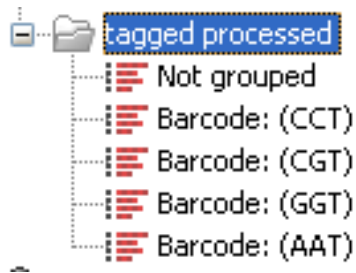 tagged processed
Not grouped
Barcode: (CCT)
Barcode: (CGT)
Barcode: (GGT)
Barcode: (AAT)